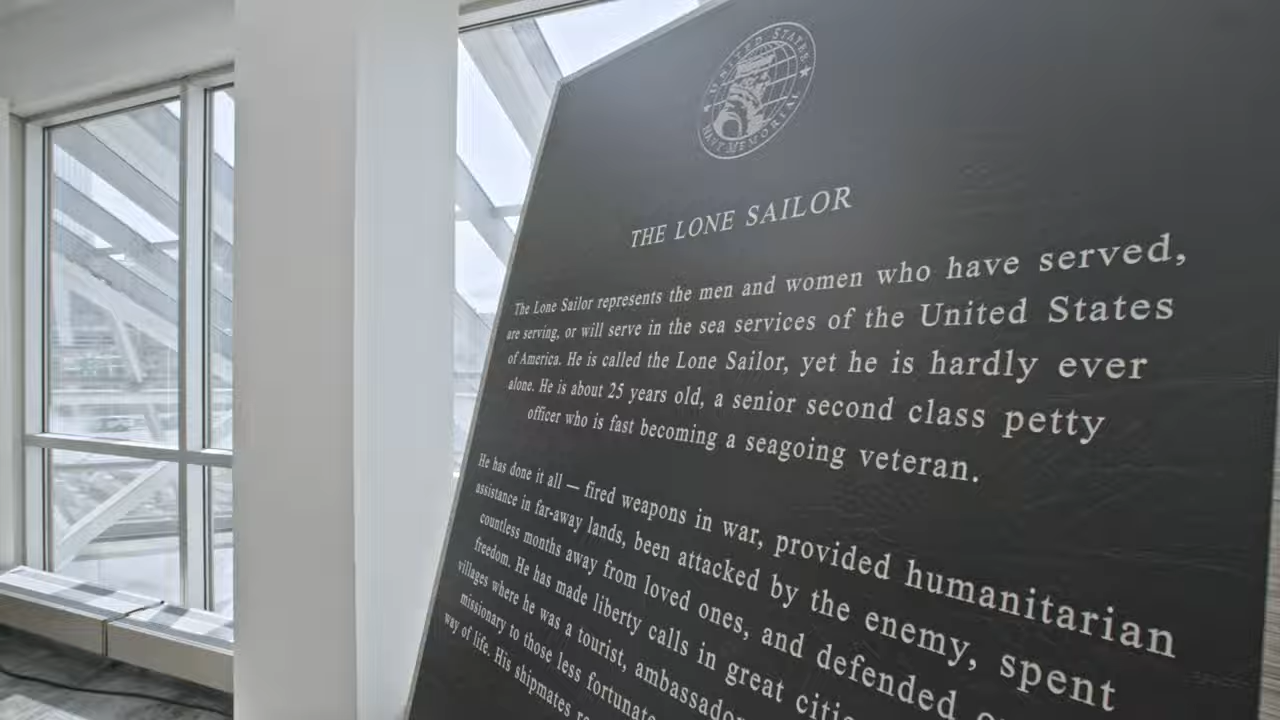 UNITED STATES
NAVY MEMORIAL
THE LONE SAILOR
The Lone Sailor represents the men and women who have served,
are serving, or will serve in the sea services of the United States
of America. He is called the Lone Sailor, yet he is hardly ever
alone. He is about 25 years old, a senior second class petty
officer who is fast becoming a seagoing veteran.
He has done it all — fired weapons in war, provided humanitarian
assistance in far-away lands, been attacked by the enemy, spent
countless months away from loved ones, and defended
freedom. He has made liberty calls in great
villages where he was a tourist,
missionary to those less
way of life. His shipmates